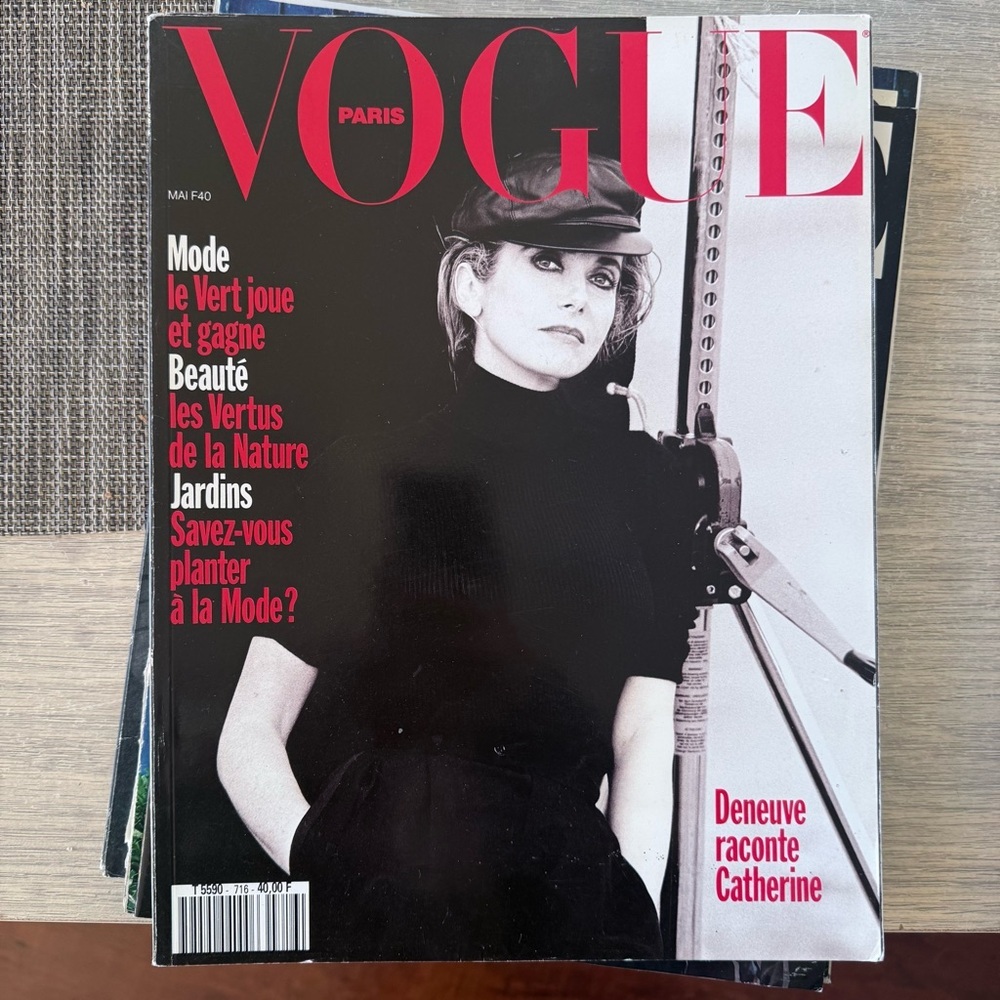 VOGUE
®
PARIS
MAI F40
Mode
le Vert joue
et gagne
Beauté
les Vertus
de la Nature
Jardins
Savez-vous
planter
à la Mode?
Deneuve
raconte
Catherine
T 5590 - 716 - 40,00 F